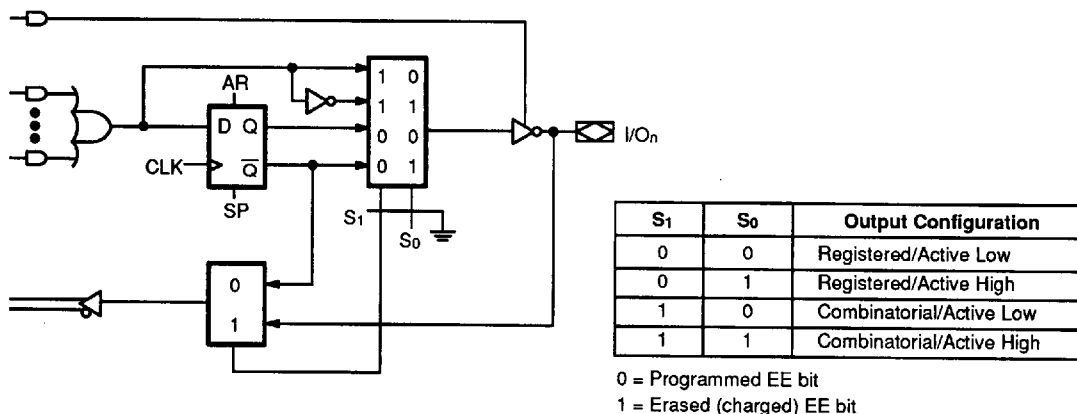 AR
1 0
1 1
D Q
0 0
I/On
CLK
Q
0 1
SP
S1
S0
0
1
S1 S0 Output Configuration
0 0 Registered/Active Low
0 1 Registered/Active High
1 0 Combinatorial/Active Low
1 1 Combinatorial/Active High
0 = Programmed EE bit
1 = Erased (charged) EE bit